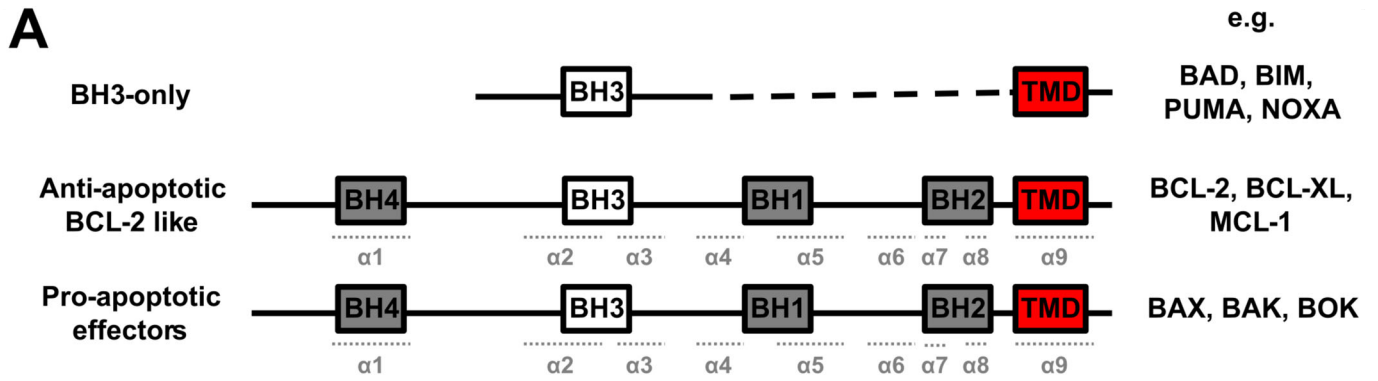 A
e.g.
BH3-only
BH3
TMD
BAD, BIM,
PUMA, NOXA
Anti-apoptotic
BCL-2 like
BH4
BH3
BH1
BH2
TMD
BCL-2, BCL-XL,
MCL-1
α1
α2
α3
α4
α5
α6
α7
α8
α9
Pro-apoptotic
effectors
BH4
BH3
BH1
BH2
TMD
BAX, BAK, BOK
α1
α2
α3
α4
α5
α6
α7
α8
α9